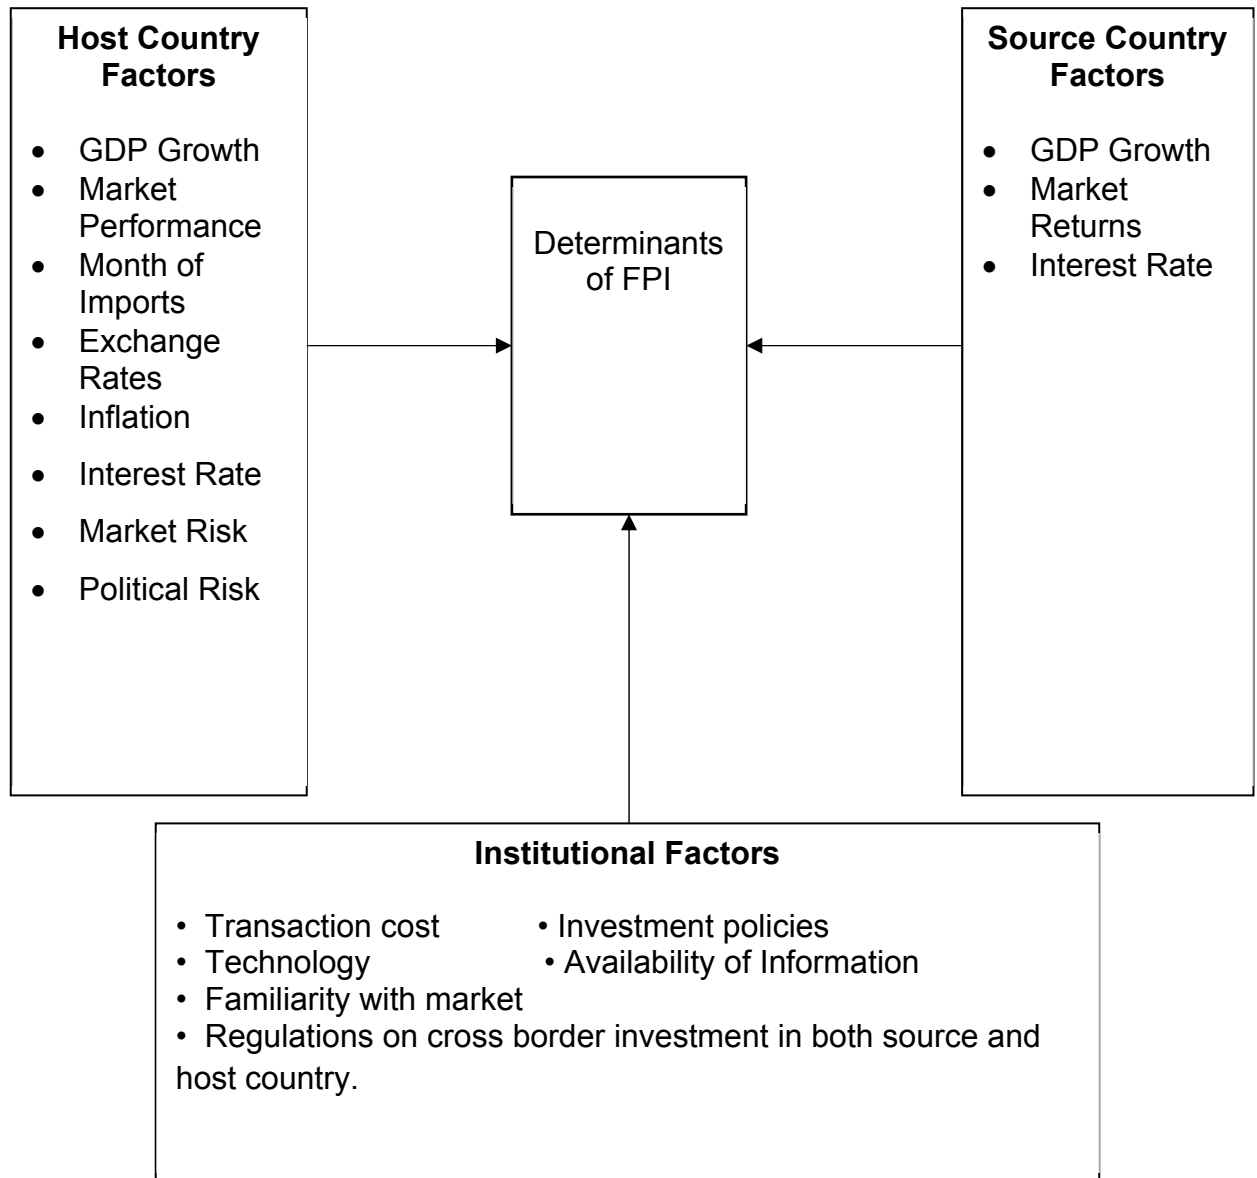 Host Country
Factors
• GDP Growth
• Market
Performance
• Month of
Imports
• Exchange
Rates
• Inflation
• Interest Rate
• Market Risk
• Political Risk
Determinants
of FPI
Source Country
Factors
• GDP Growth
• Market
Returns
• Interest Rate
Institutional Factors
• Transaction cost • Investment policies
• Technology • Availability of Information
• Familiarity with market
• Regulations on cross border investment in both source and
host country.